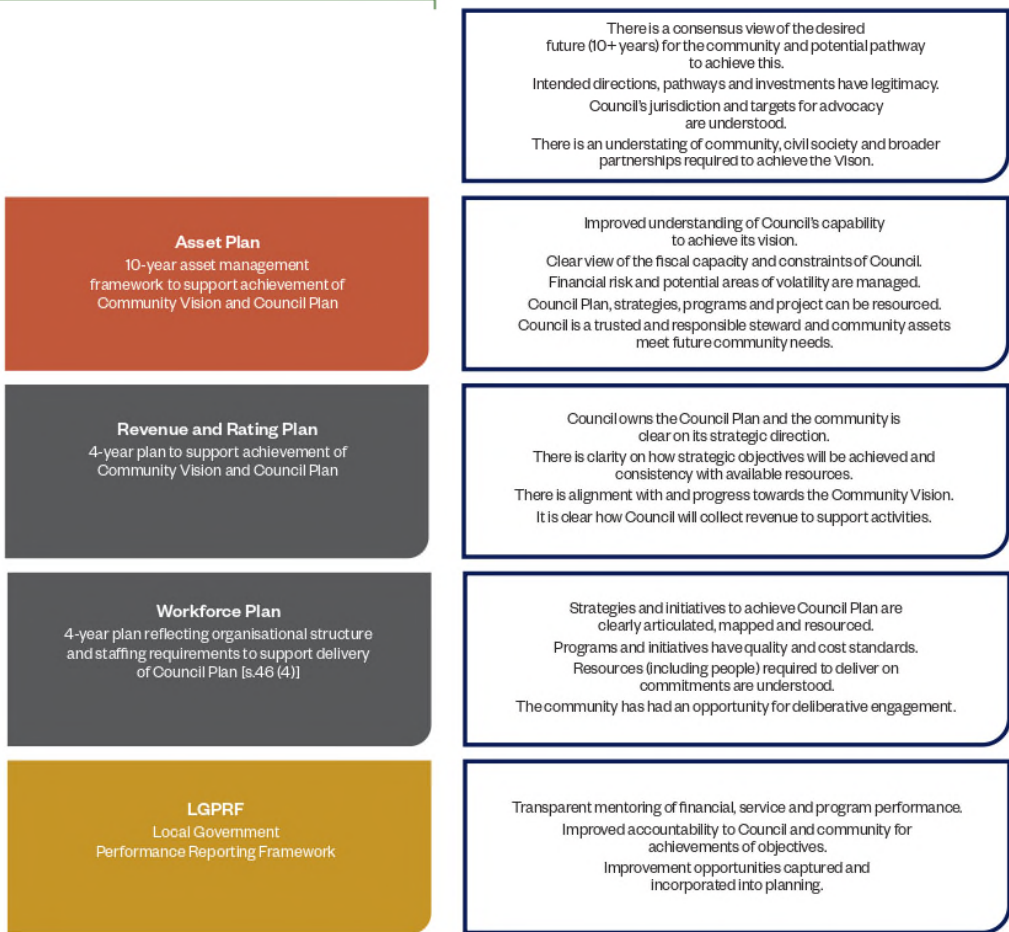 There is a consensus view of the desired
future (10+ years) for the community and potential pathway
to achieve this.
Intended directions, pathways and investments have legitimacy.
Council's jurisdiction and targets for advocacy
are understood.
There is an understating of community, civil society and broader
partnerships required to achieve the Vison.
Asset Plan
10-year asset management
framework to support achievement of
Community Vision and Council Plan
Improved understanding of Council's capability
to achieve its vision.
Clear view of the fiscal capacity and constraints of Council.
Financial risk and potential areas of volatility are managed.
Council Plan, strategies, programs and project can be resourced.
Council is a trusted and responsible steward and community assets
meet future community needs.
Revenue and Rating Plan
4-year plan to support achievement of
Community Vision and Council Plan
Council owns the Council Plan and the community is
clear on its strategic direction.
There is clarity on how strategic objectives will be achieved and
consistency with available resources.
There is alignment with and progress towards the Community Vision.
It is clear how Council will collect revenue to support activities.
Workforce Plan
4-year plan reflecting organisational structure
and staffing requirements to support delivery
of Council Plan [s.46 (4)]
Strategies and initiatives to achieve Council Plan are
clearly articulated, mapped and resourced.
Programs and initiatives have quality and cost standards.
Resources (including people) required to deliver on
commitments are understood.
The community has had an opportunity for deliberative engagement.
LGPRF
Local Government
Performance Reporting Framework
Transparent mentoring of financial, service and program performance.
Improved accountability to Council and community for
achievements of objectives.
Improvement opportunities captured and
incorporated into planning.